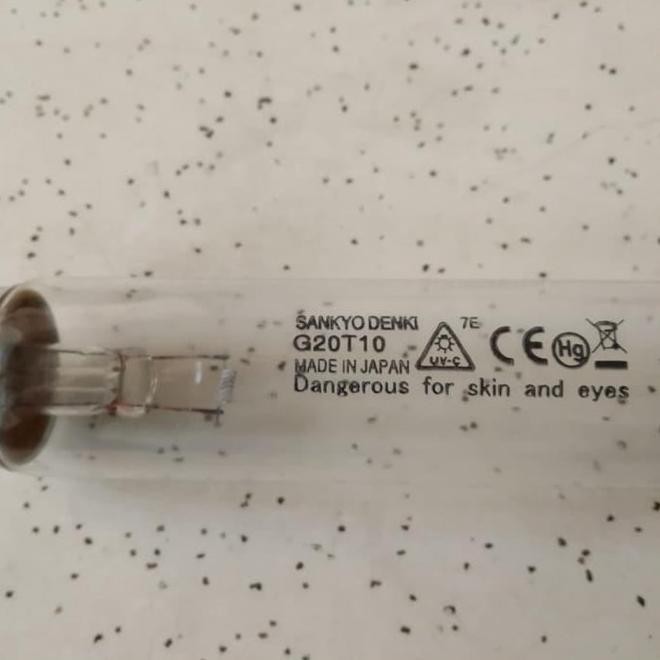 SANKYO DENKI 7E
G20T10
UV-C CE Hg
MADE IN JAPAN
Dangerous for skin and eyes